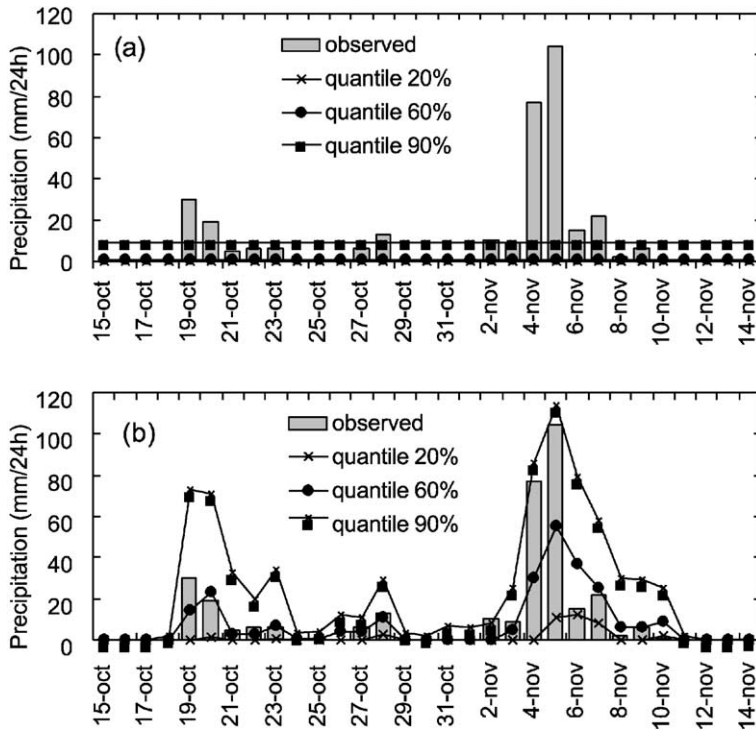 (a)
observed
quantile 20%
quantile 60%
quantile 90%
Precipitation (mm/24h)
120
100
80
60
40
20
0
15-oct 17-oct 19-oct 21-oct 23-oct 25-oct 27-oct 29-oct 31-oct 2-nov 4-nov 6-nov 8-nov 10-nov 12-nov 14-nov
(b)
observed
quantile 20%
quantile 60%
quantile 90%
Precipitation (mm/24h)
120
100
80
60
40
20
0
15-oct 17-oct 19-oct 21-oct 23-oct 25-oct 27-oct 29-oct 31-oct 2-nov 4-nov 6-nov 8-nov 10-nov 12-nov 14-nov